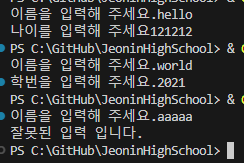 이름을 입력해 주세요.hello
나이를 입력해 주세요121212
PS C:\GitHub\JeoninHighSchool> &
이름을 입력해 주세요.world
학번을 입력해 주세요.2021
PS C:\GitHub\JeoninHighSchool> &
이름을 입력해 주세요.aaaaa
잘못된 입력 입니다.
PS C:\GitHub\JeoninHighSchool>